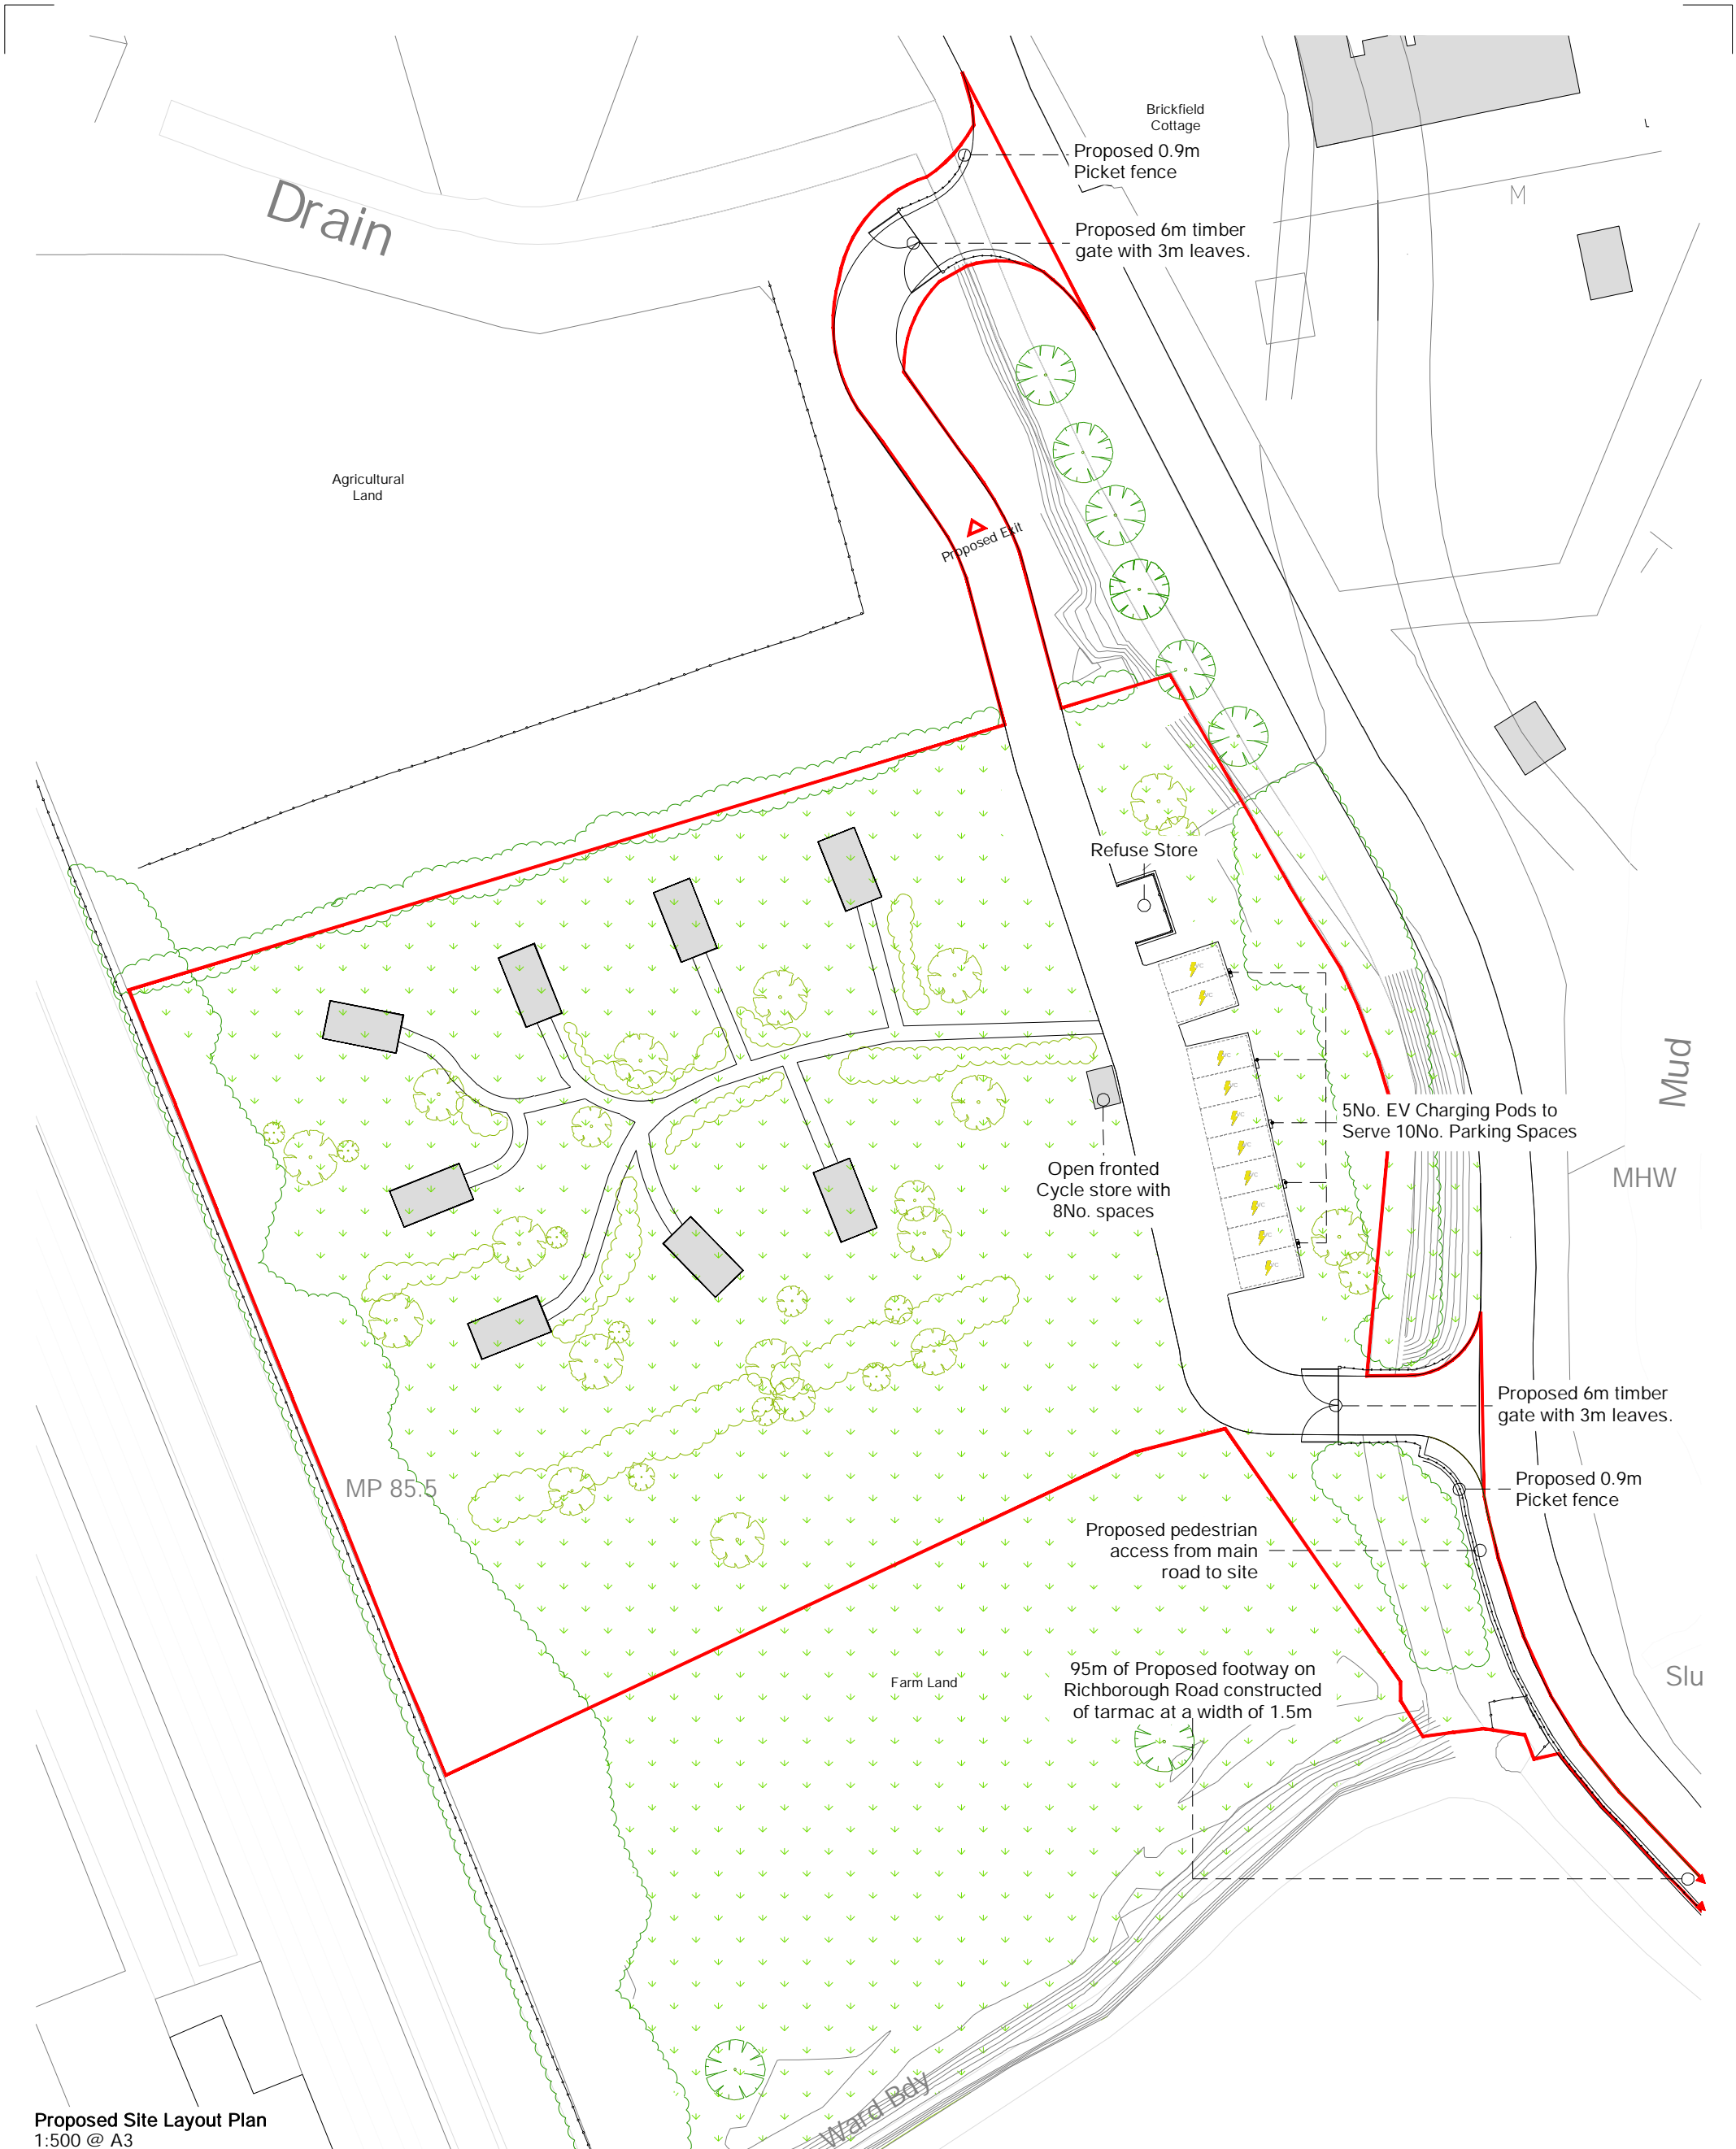 Brickfield
Cottage
Proposed 0.9m
Picket fence
M
Drain
Proposed 6m timber
gate with 3m leaves.
Agricultural
Land
Proposed Exit
Refuse Store
Mud
5No. EV Charging Pods to
Serve 10No. Parking Spaces
Open fronted
Cycle store with
8No. spaces
MHW
Proposed 6m timber
gate with 3m leaves.
MP 85.5
Proposed 0.9m
Picket fence
Proposed pedestrian
access from main
road to site
95m of Proposed footway on
Richborough Road constructed
of tarmac at a width of 1.5m
Farm Land
Slu
Ward Bdy
Proposed Site Layout Plan
1:500 @ A3